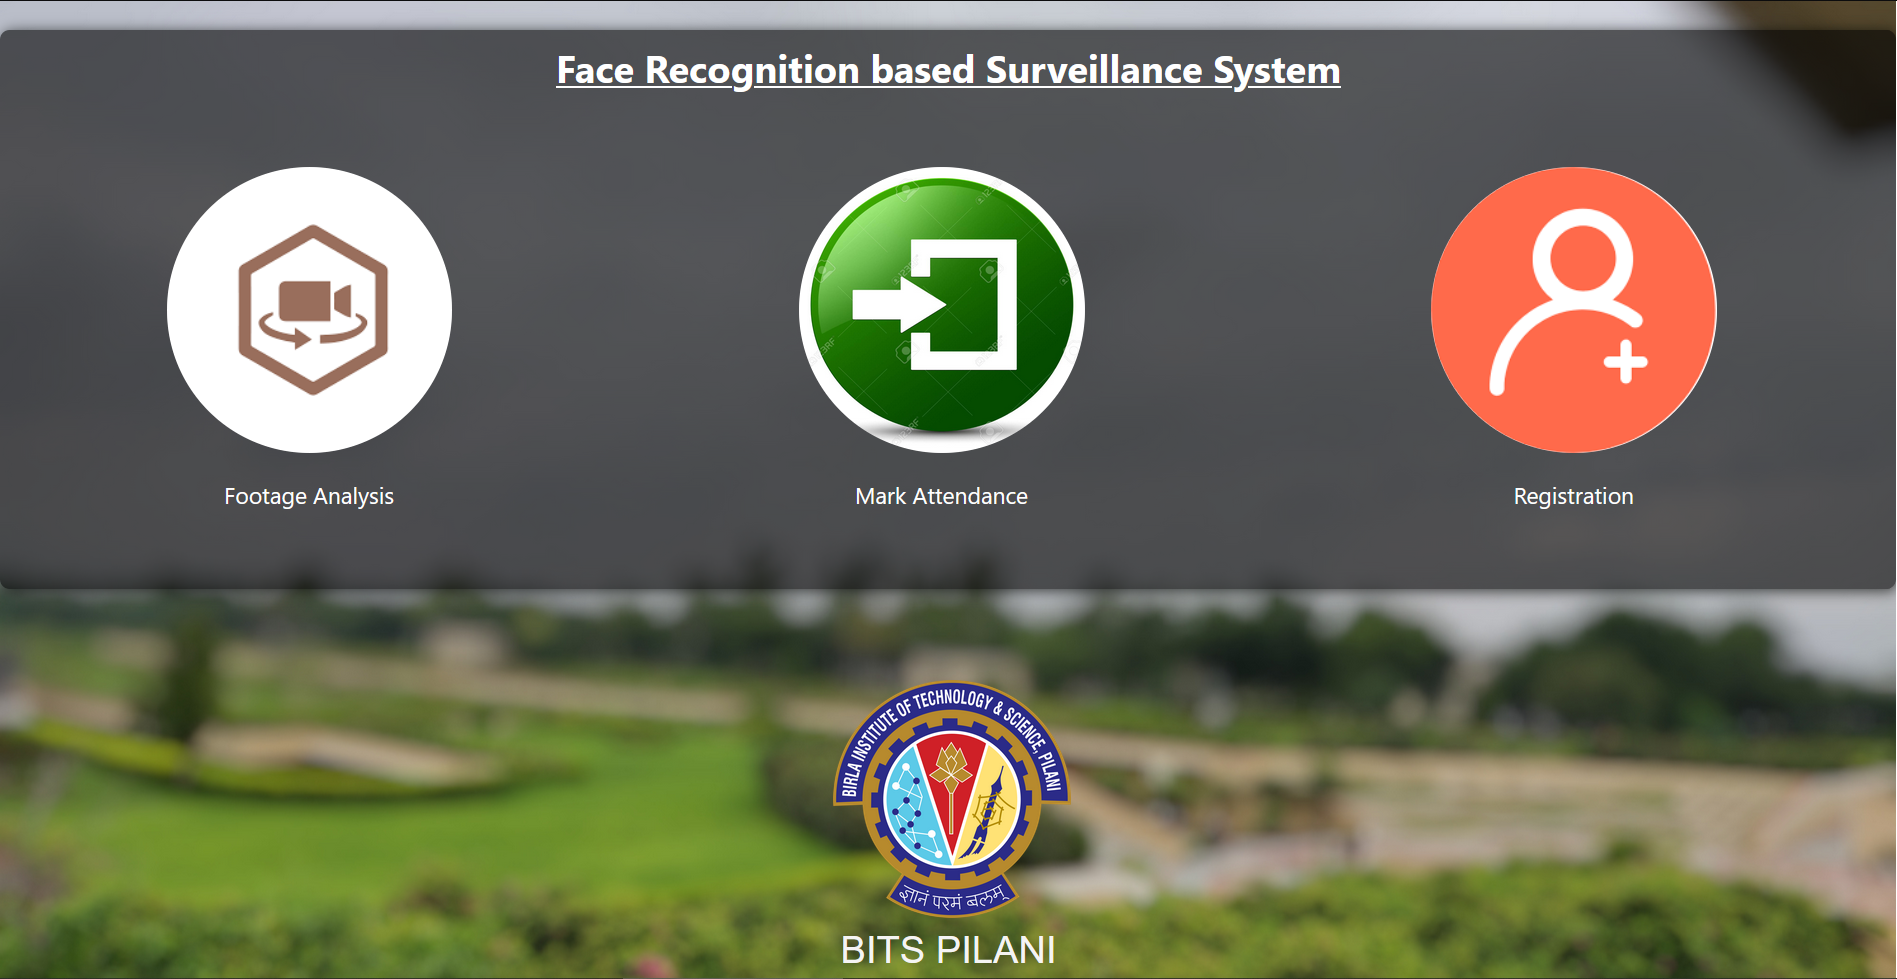 Face Recognition based Surveillance System
Footage Analysis
Mark Attendance
Registration
BIRLA INSTITUTE OF TECHNOLOGY & SCIENCE, PILANI
ज्ञानं परमं बलम्
BITS PILANI